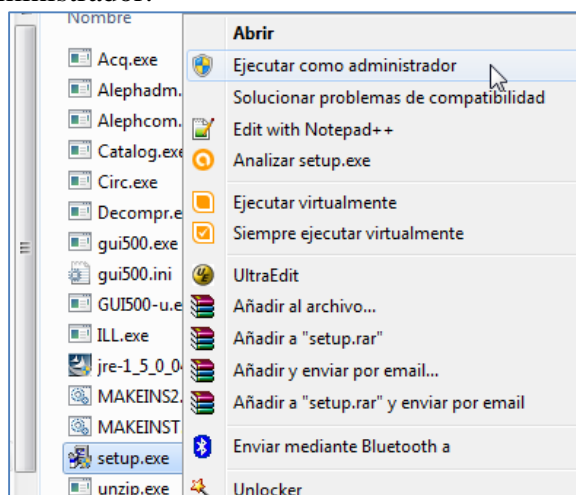 ministrador.
Nombre
Abrir
Acq.exe
Ejecutar como administrador
Alephadm.
Solucionar problemas de compatibilidad
Alephcom.
Edit with Notepad++
Catalog.exe
Analizar setup.exe
Circ.exe
Ejecutar virtualmente
Decompr.e
Siempre ejecutar virtualmente
gui500.exe
gui500.ini
UltraEdit
GUI500-u.e
Añadir al archivo...
ILL.exe
Añadir a "setup.rar"
jre-1_5_0_0
Añadir y enviar por email...
MAKEINS2.
Añadir a "setup.rar" y enviar por email
MAKEINST
Enviar mediante Bluetooth a
setup.exe
unzip.exe
Unlocker